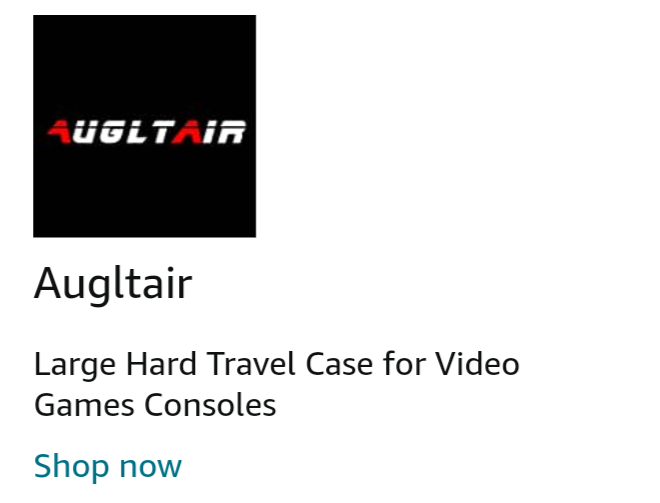 AUGLTAIR
Augltair
Large Hard Travel Case for Video
Games Consoles
Shop now